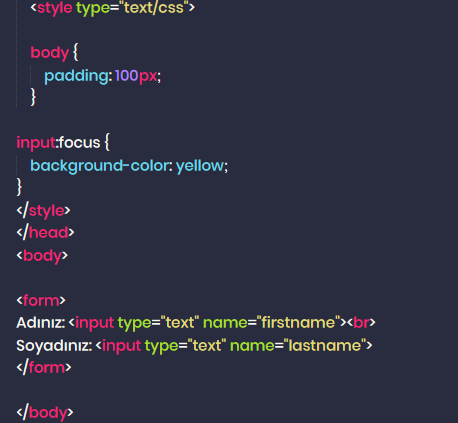 <style type="text/css">
body {
padding: 100px;
}
input:focus {
background-color: yellow;
}
</style>
</head>
<body>
<form>
Adınız: <input type="text" name="firstname"><br>
Soyadınız: <input type="text" name="lastname">
</form>
</body>